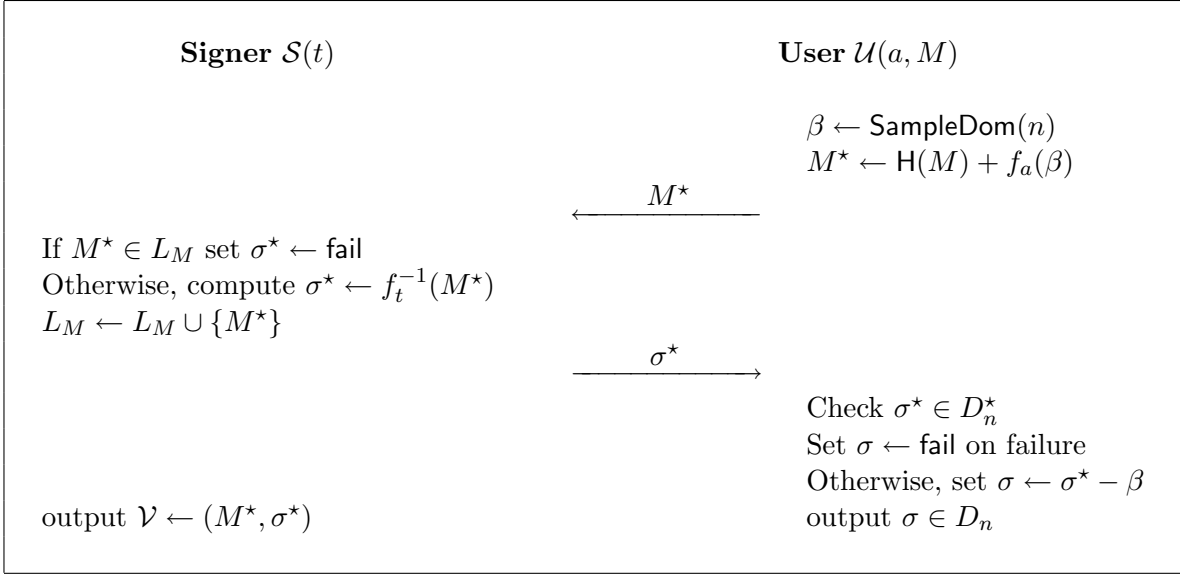 Signer 𝒮(t) User 𝒰(a, M)
β ← SampleDom(n)
M⋆ ← H(M) + f_a(β)
M⋆
If M⋆ ∈ L_M set σ⋆ ← fail
Otherwise, compute σ⋆ ← f_t^{-1}(M⋆)
L_M ← L_M ∪ {M⋆}
σ⋆
Check σ⋆ ∈ D_n^⋆
Set σ ← fail on failure
Otherwise, set σ ← σ⋆ − β
output 𝒱 ← (M⋆, σ⋆) output σ ∈ D_n